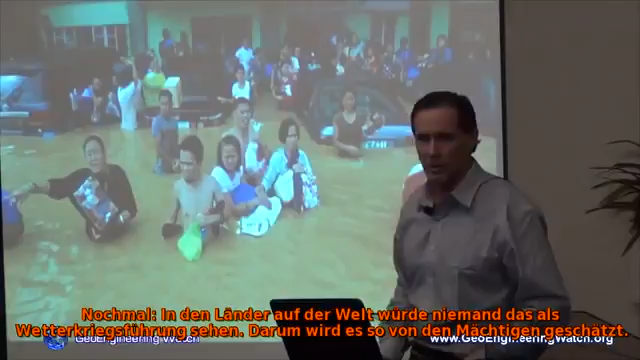 Nochmal: In den Länder auf der Welt würde niemand das als
Wetterkriegsführung sehen. Darum wird es so von den Mächtigen geschätzt.
GeoEngineering Watch
www.GeoEngineeringWatch.org